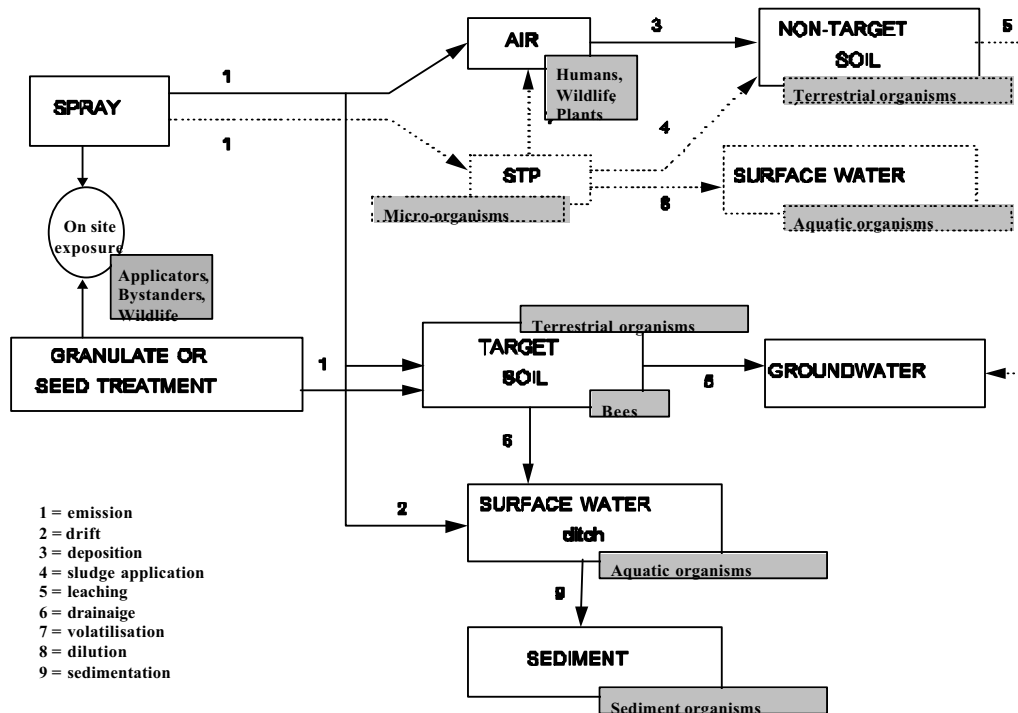 1
AIR
3
NON-TARGET
SOIL
5
SPRAY
Humans,
Wildlife,
Plants
Terrestrial organisms
1
4
STP
Micro-organisms
8
SURFACE WATER
Aquatic organisms
On site
exposure
Applicators,
Bystanders,
Wildlife
GRANULATE OR
SEED TREATMENT
1
Terrestrial organisms
TARGET
SOIL
Bees
5
GROUNDWATER
6
2
SURFACE WATER
ditch
Aquatic organisms
9
SEDIMENT
Sediment organisms
1 = emission
2 = drift
3 = deposition
4 = sludge application
5 = leaching
6 = drainaige
7 = volatilisation
8 = dilution
9 = sedimentation